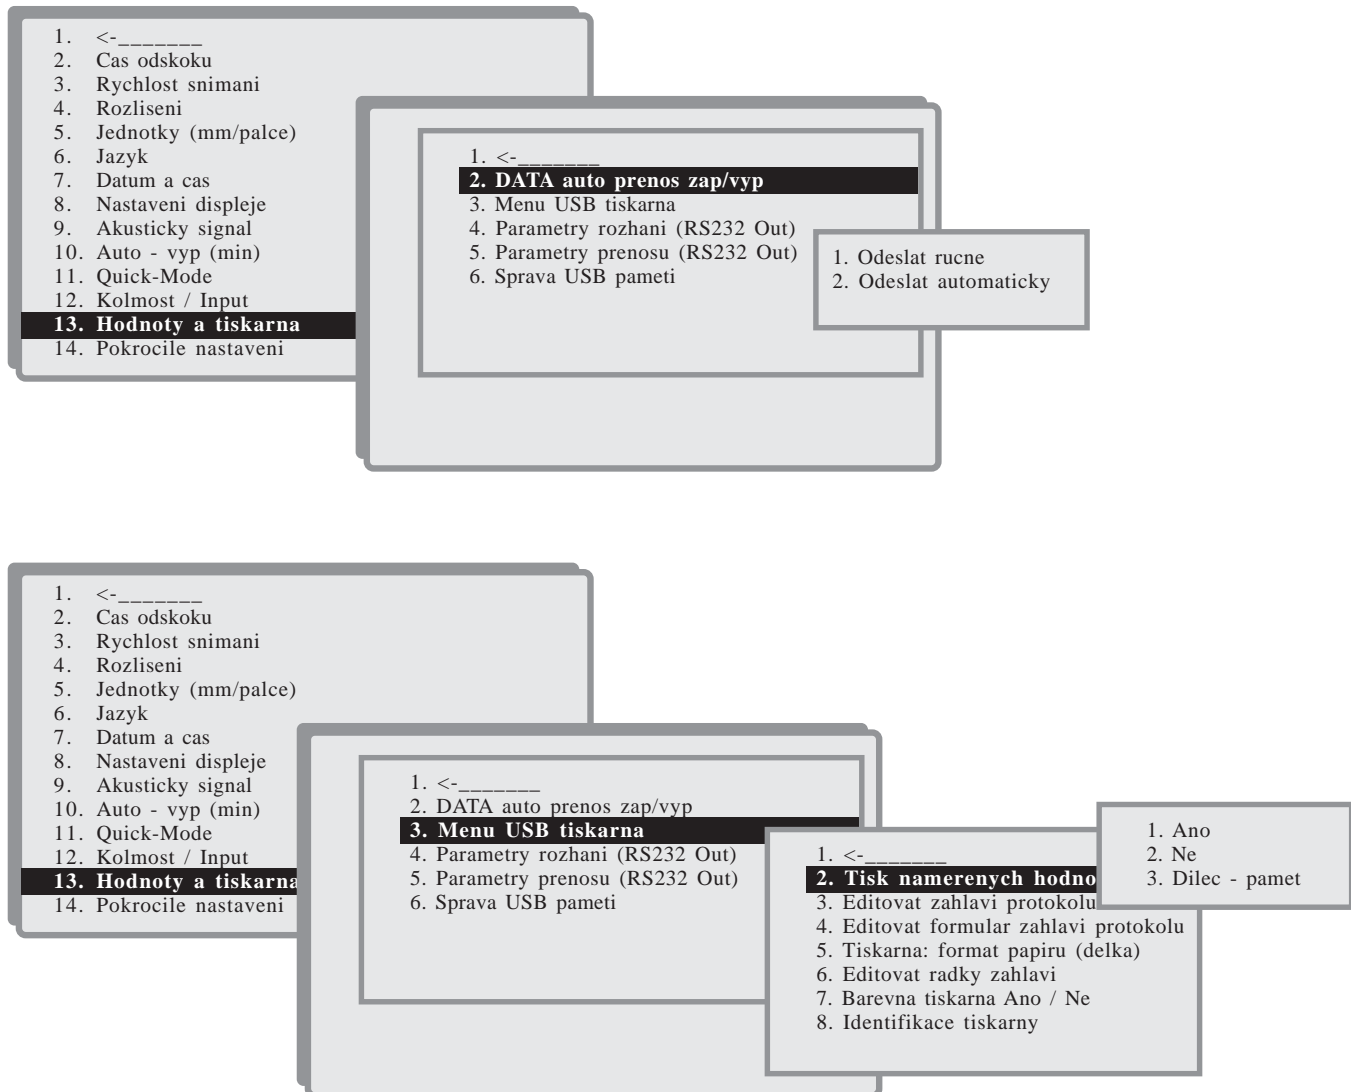 1. <-_______
2. Cas odskoku
3. Rychlost snimani
4. Rozliseni
5. Jednotky (mm/palce)
6. Jazyk
7. Datum a cas
8. Nastaveni displeje
9. Akusticky signal
10. Auto - vyp (min)
11. Quick-Mode
12. Kolmost / Input
13. Hodnoty a tiskarna
14. Pokrocile nastaveni
1. <-_______
2. DATA auto prenos zap/vyp
3. Menu USB tiskarna
4. Parametry rozhani (RS232 Out)
5. Parametry prenosu (RS232 Out)
6. Sprava USB pameti
1. Odeslat rucne
2. Odeslat automaticky
1. <-_______
2. Cas odskoku
3. Rychlost snimani
4. Rozliseni
5. Jednotky (mm/palce)
6. Jazyk
7. Datum a cas
8. Nastaveni displeje
9. Akusticky signal
10. Auto - vyp (min)
11. Quick-Mode
12. Kolmost / Input
13. Hodnoty a tiskarna
14. Pokrocile nastaveni
1. <-_______
2. DATA auto prenos zap/vyp
3. Menu USB tiskarna
4. Parametry rozhani (RS232 Out)
5. Parametry prenosu (RS232 Out)
6. Sprava USB pameti
1. <-_______
2. Tisk namerenych hodno
3. Editovat zahlavi protokolu
4. Editovat formular zahlavi protokolu
5. Tiskarna: format papiru (delka)
6. Editovat radky zahlavi
7. Barevna tiskarna Ano / Ne
8. Identifikace tiskarny
1. Ano
2. Ne
3. Dilec - pamet